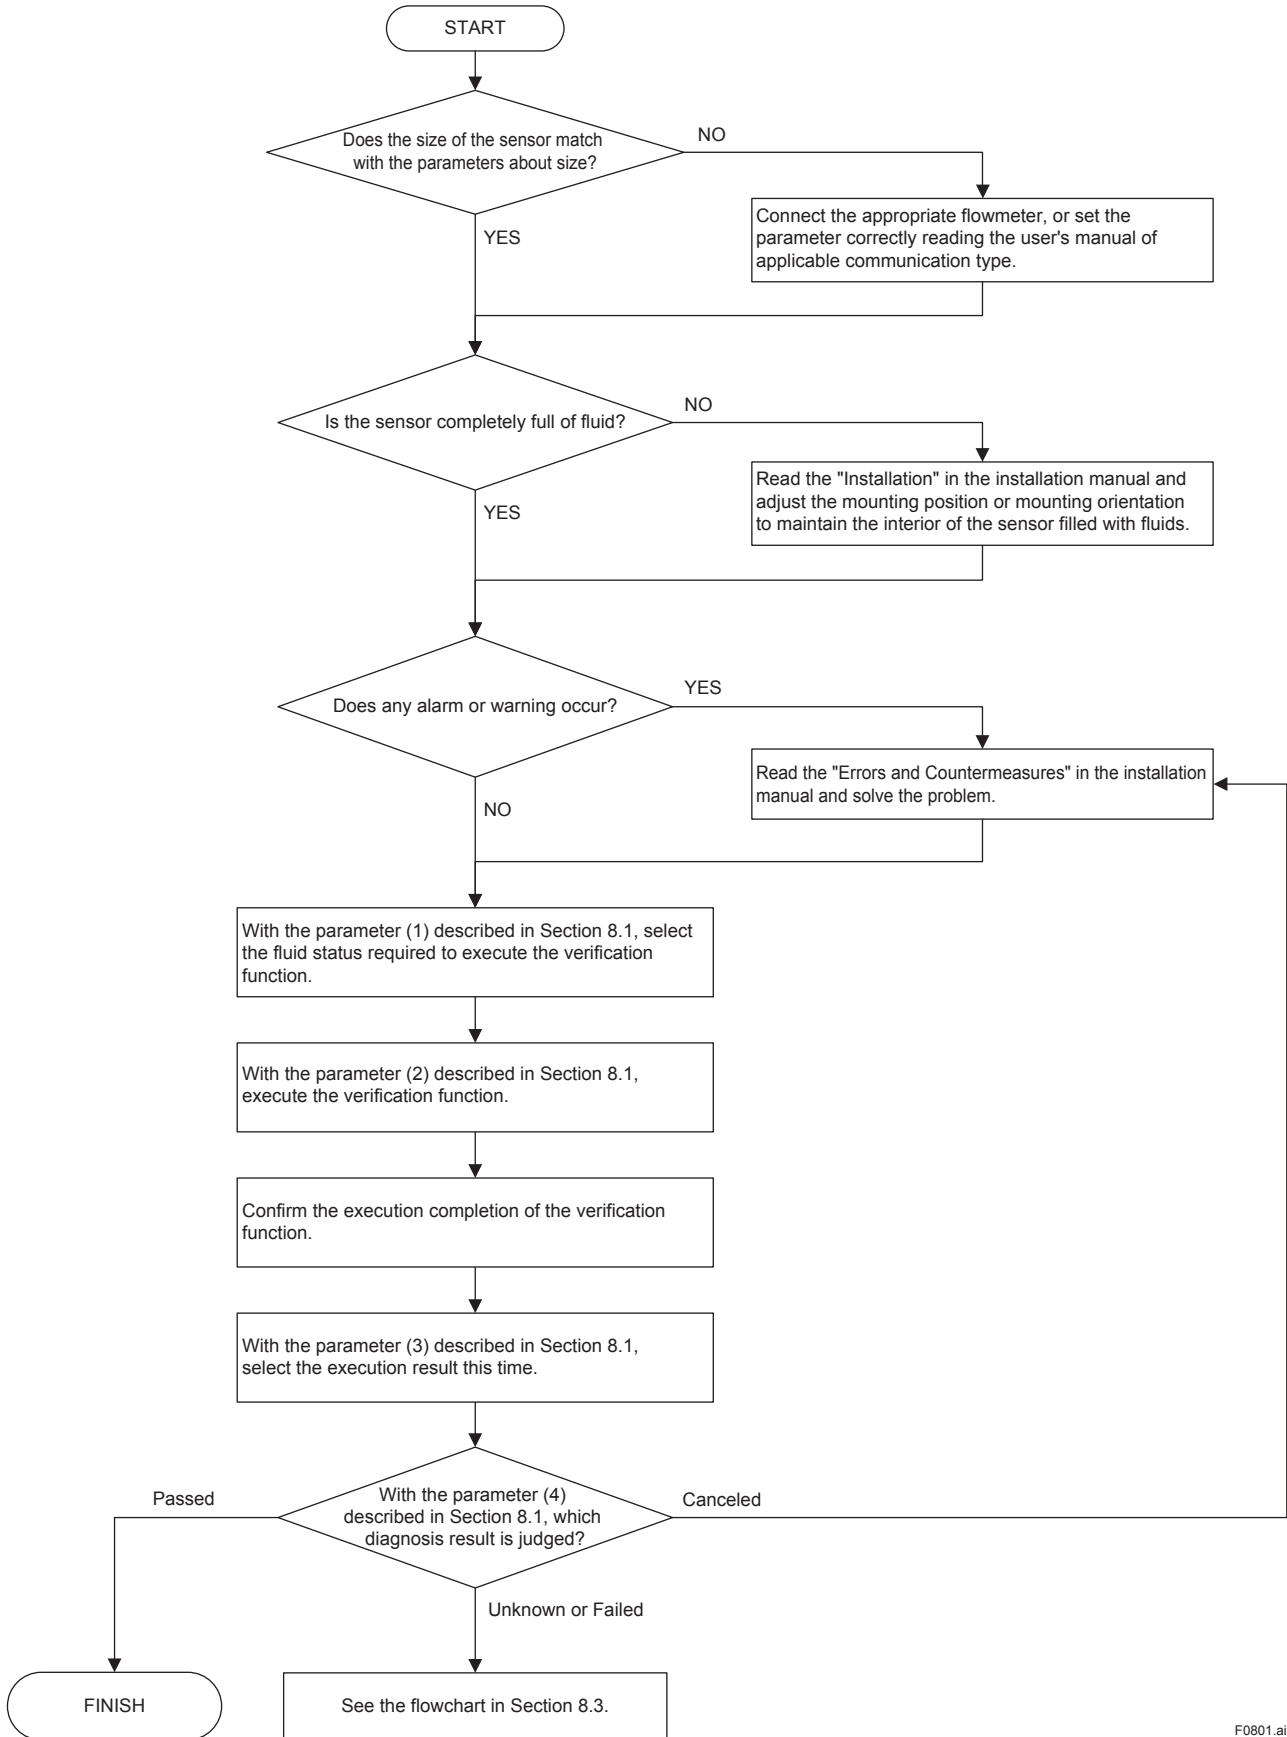 START
Does the size of the sensor match
with the parameters about size?
NO
Connect the appropriate flowmeter, or set the
parameter correctly reading the user's manual of
applicable communication type.
YES
Is the sensor completely full of fluid?
NO
Read the "Installation" in the installation manual and
adjust the mounting position or mounting orientation
to maintain the interior of the sensor filled with fluids.
YES
Does any alarm or warning occur?
YES
Read the "Errors and Countermeasures" in the installation
manual and solve the problem.
NO
With the parameter (1) described in Section 8.1, select
the fluid status required to execute the verification
function.
With the parameter (2) described in Section 8.1,
execute the verification function.
Confirm the execution completion of the verification
function.
With the parameter (3) described in Section 8.1,
select the execution result this time.
With the parameter (4)
described in Section 8.1, which
diagnosis result is judged?
Passed
Canceled
Unknown or Failed
FINISH
See the flowchart in Section 8.3.
F0801.ai